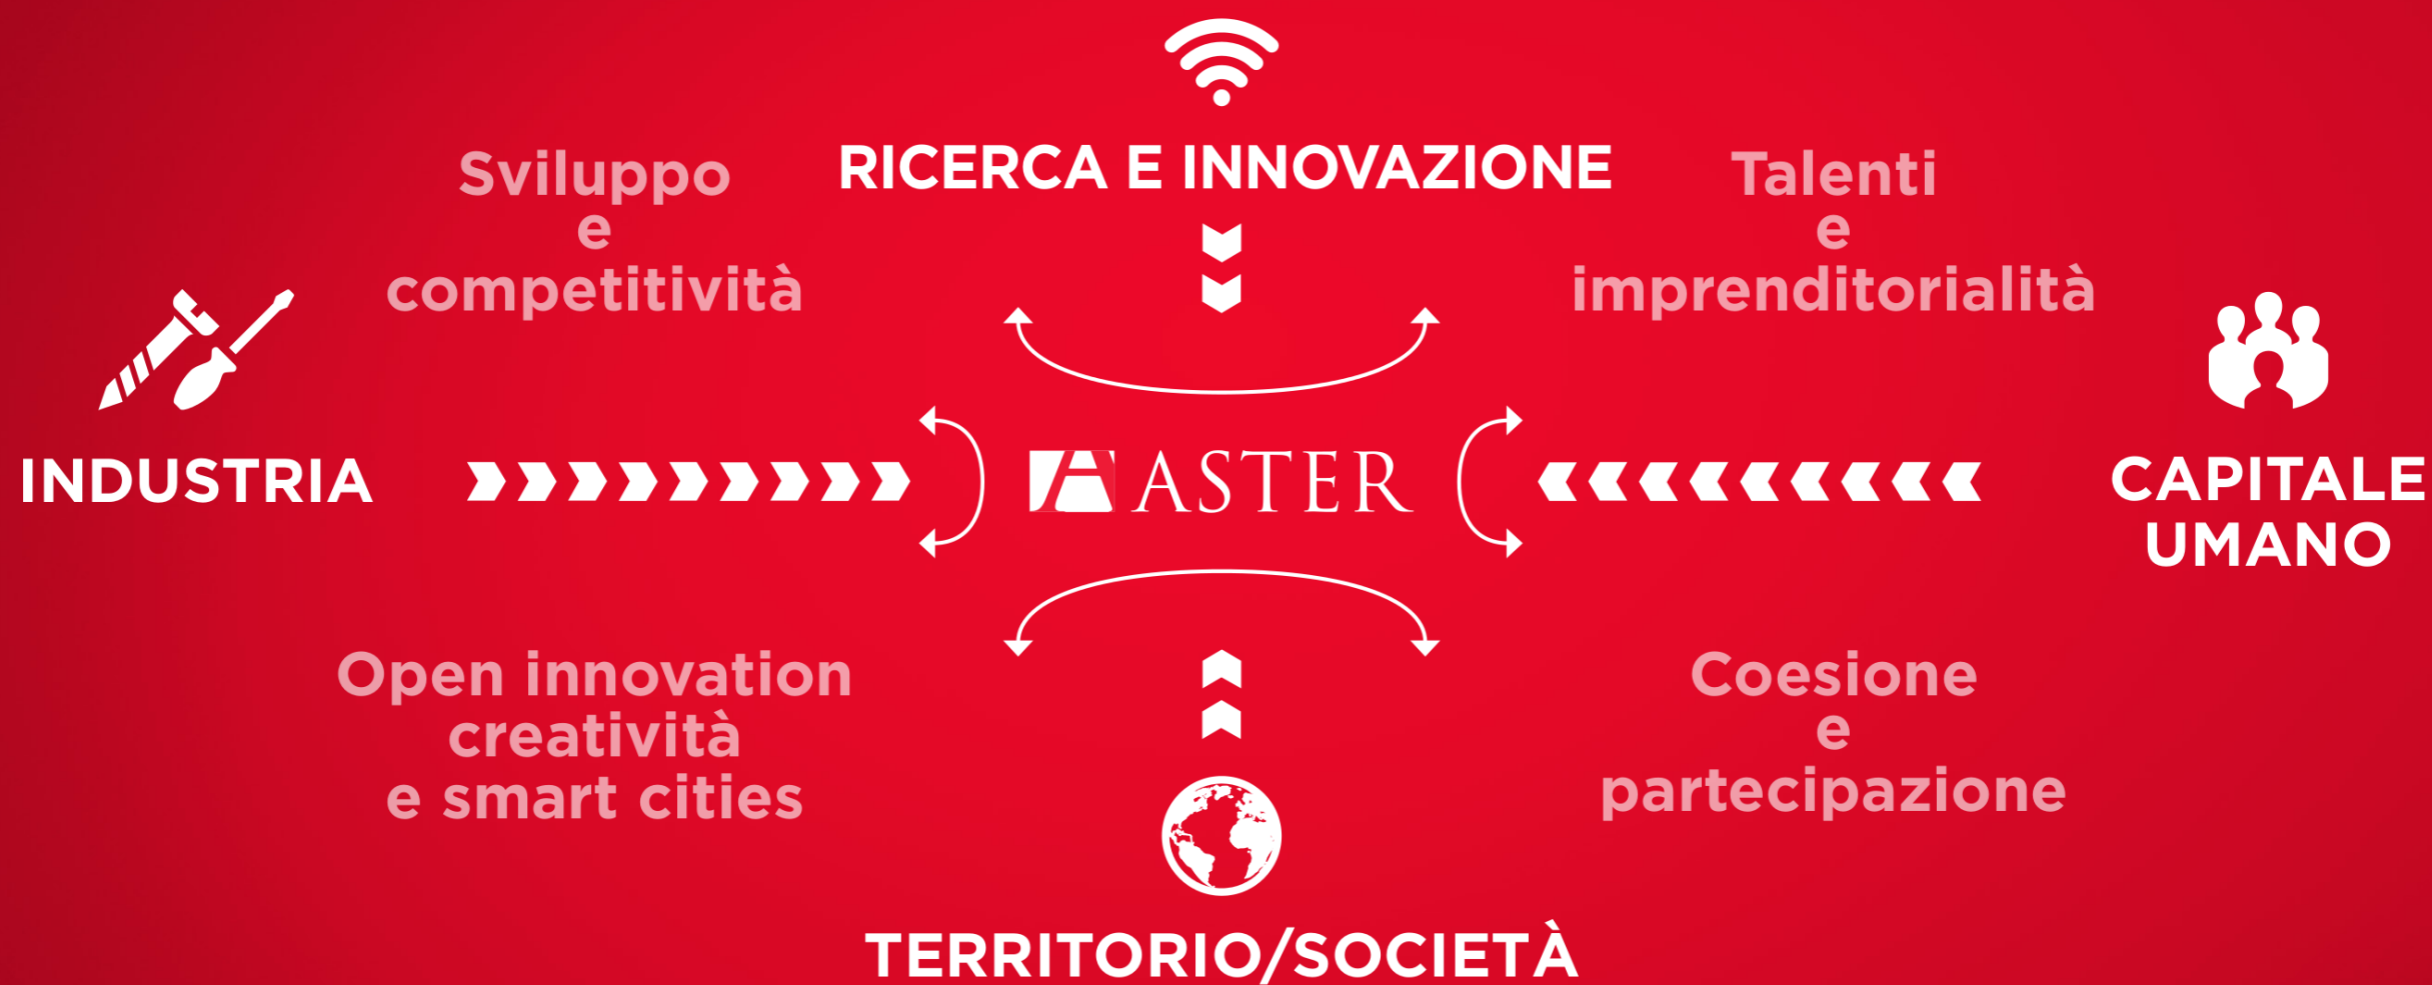 RICERCA E INNOVAZIONE
Sviluppo
e
competitività
Talenti
e
imprenditorialità
INDUSTRIA
ASTER
CAPITALE
UMANO
Open innovation
creatività
e smart cities
Coesione
e
partecipazione
TERRITORIO/SOCIETÀ